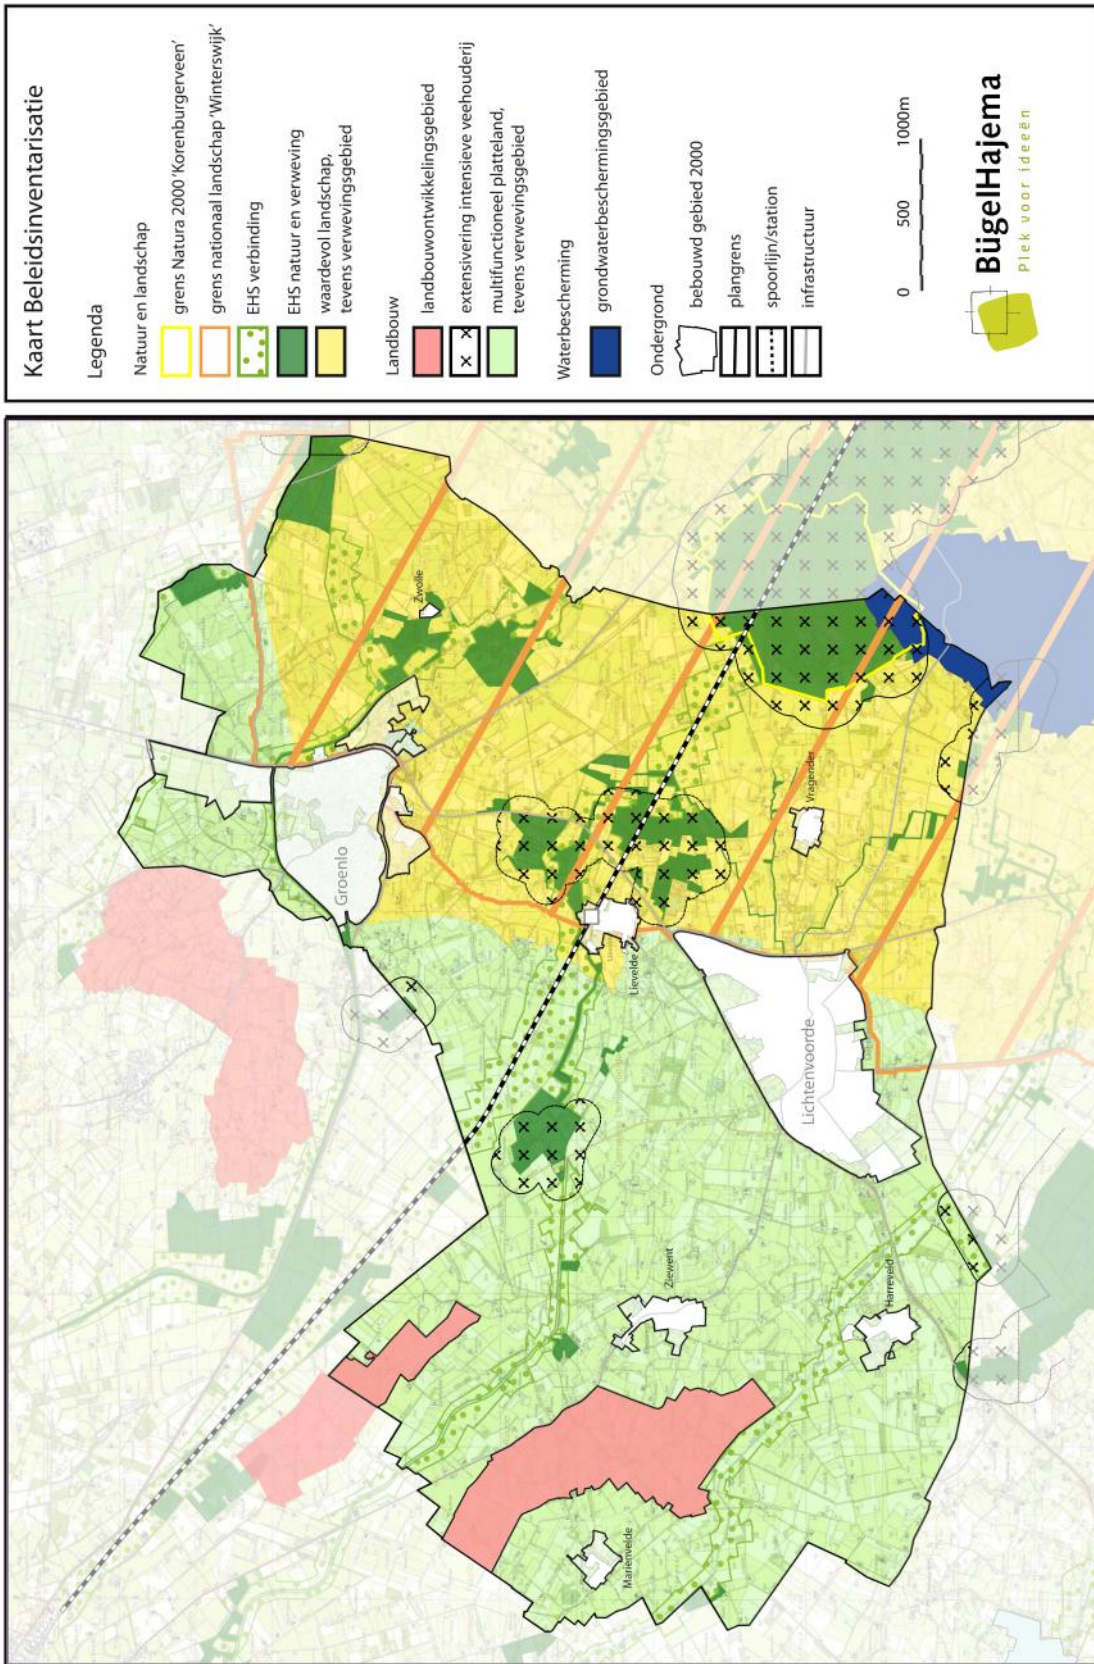 Kaart Beleidsinventarisatie
Legenda
Natuur en landschap
grens Natura 2000 'Korenburgerveen'
grens nationaal landschap 'Winterswijk'
EHS verbinding
EHS natuur en verweving
waardevol landschap,
tevens verwevingsgebied
Landbouw
landbouwontwikkelingsgebied
extensivering intensieve veehouderij
multifunctioneel platteland,
tevens verwevingsgebied
Waterbescherming
grondwaterbeschermingsgebied
Ondergrond
bebouwd gebied 2000
plangrens
spoorlijn/station
infrastructuur
0 500 1000m
BügelHajema
Plek voor ideeën
Zwolle
Groenlo
Vragender
Lievelde
Lichtenvoorde
Zieuwent
Harreveld
Marienvelde